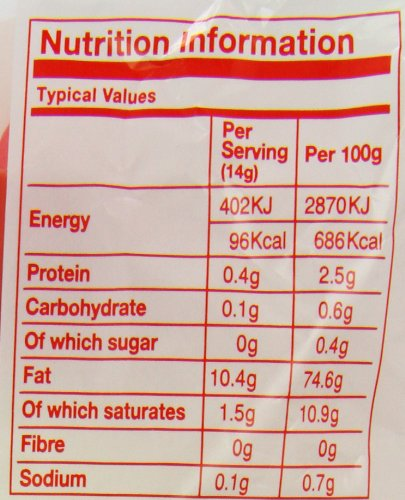 Nutrition Information
Typical Values
Per Serving (14g) Per 100g
Energy 402KJ 2870KJ
96Kcal 686Kcal
Protein 0.4g 2.5g
Carbohydrate 0.1g 0.6g
Of which sugar 0g 0.4g
Fat 10.4g 74.6g
Of which saturates 1.5g 10.9g
Fibre 0g 0g
Sodium 0.1g 0.7g